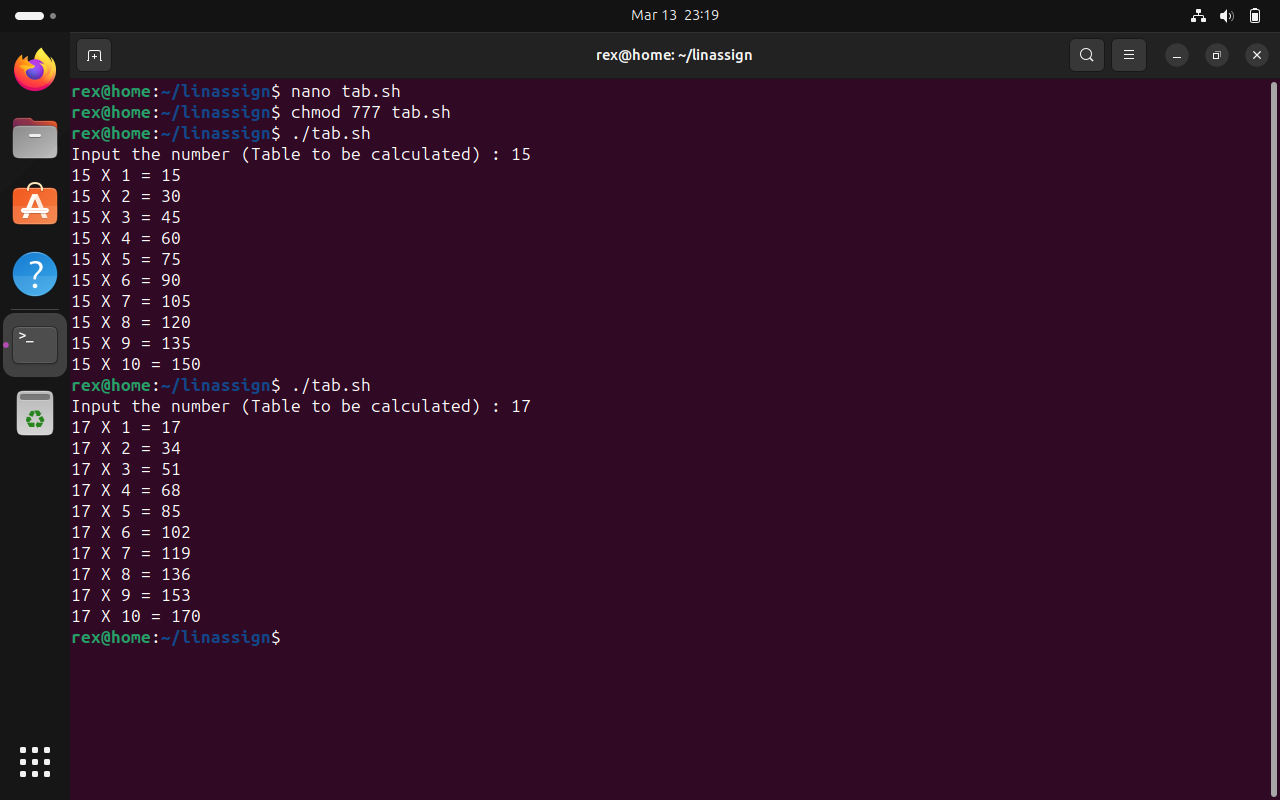 Mar 13 23:19
rex@home: ~/linassign
rex@home:~/linassign$ nano tab.sh
rex@home:~/linassign$ chmod 777 tab.sh
rex@home:~/linassign$ ./tab.sh
Input the number (Table to be calculated) : 15
15 X 1 = 15
15 X 2 = 30
15 X 3 = 45
15 X 4 = 60
15 X 5 = 75
15 X 6 = 90
15 X 7 = 105
15 X 8 = 120
15 X 9 = 135
15 X 10 = 150
rex@home:~/linassign$ ./tab.sh
Input the number (Table to be calculated) : 17
17 X 1 = 17
17 X 2 = 34
17 X 3 = 51
17 X 4 = 68
17 X 5 = 85
17 X 6 = 102
17 X 7 = 119
17 X 8 = 136
17 X 9 = 153
17 X 10 = 170
rex@home:~/linassign$